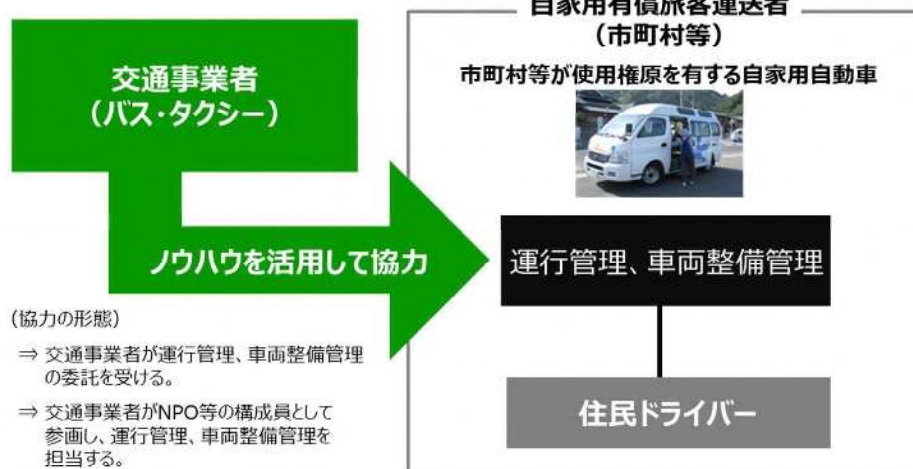 自家用有償旅客運送者
（市町村等）
市町村等が使用権原を有する自家用自動車
交通事業者
（バス・タクシー）
ノウハウを活用して協力
運行管理、車両整備管理
住民ドライバー
（協力の形態）
⇒ 交通事業者が運行管理、車両整備管理
の委託を受ける。
⇒ 交通事業者がNPO等の構成員として
参画し、運行管理、車両整備管理を
担当する。